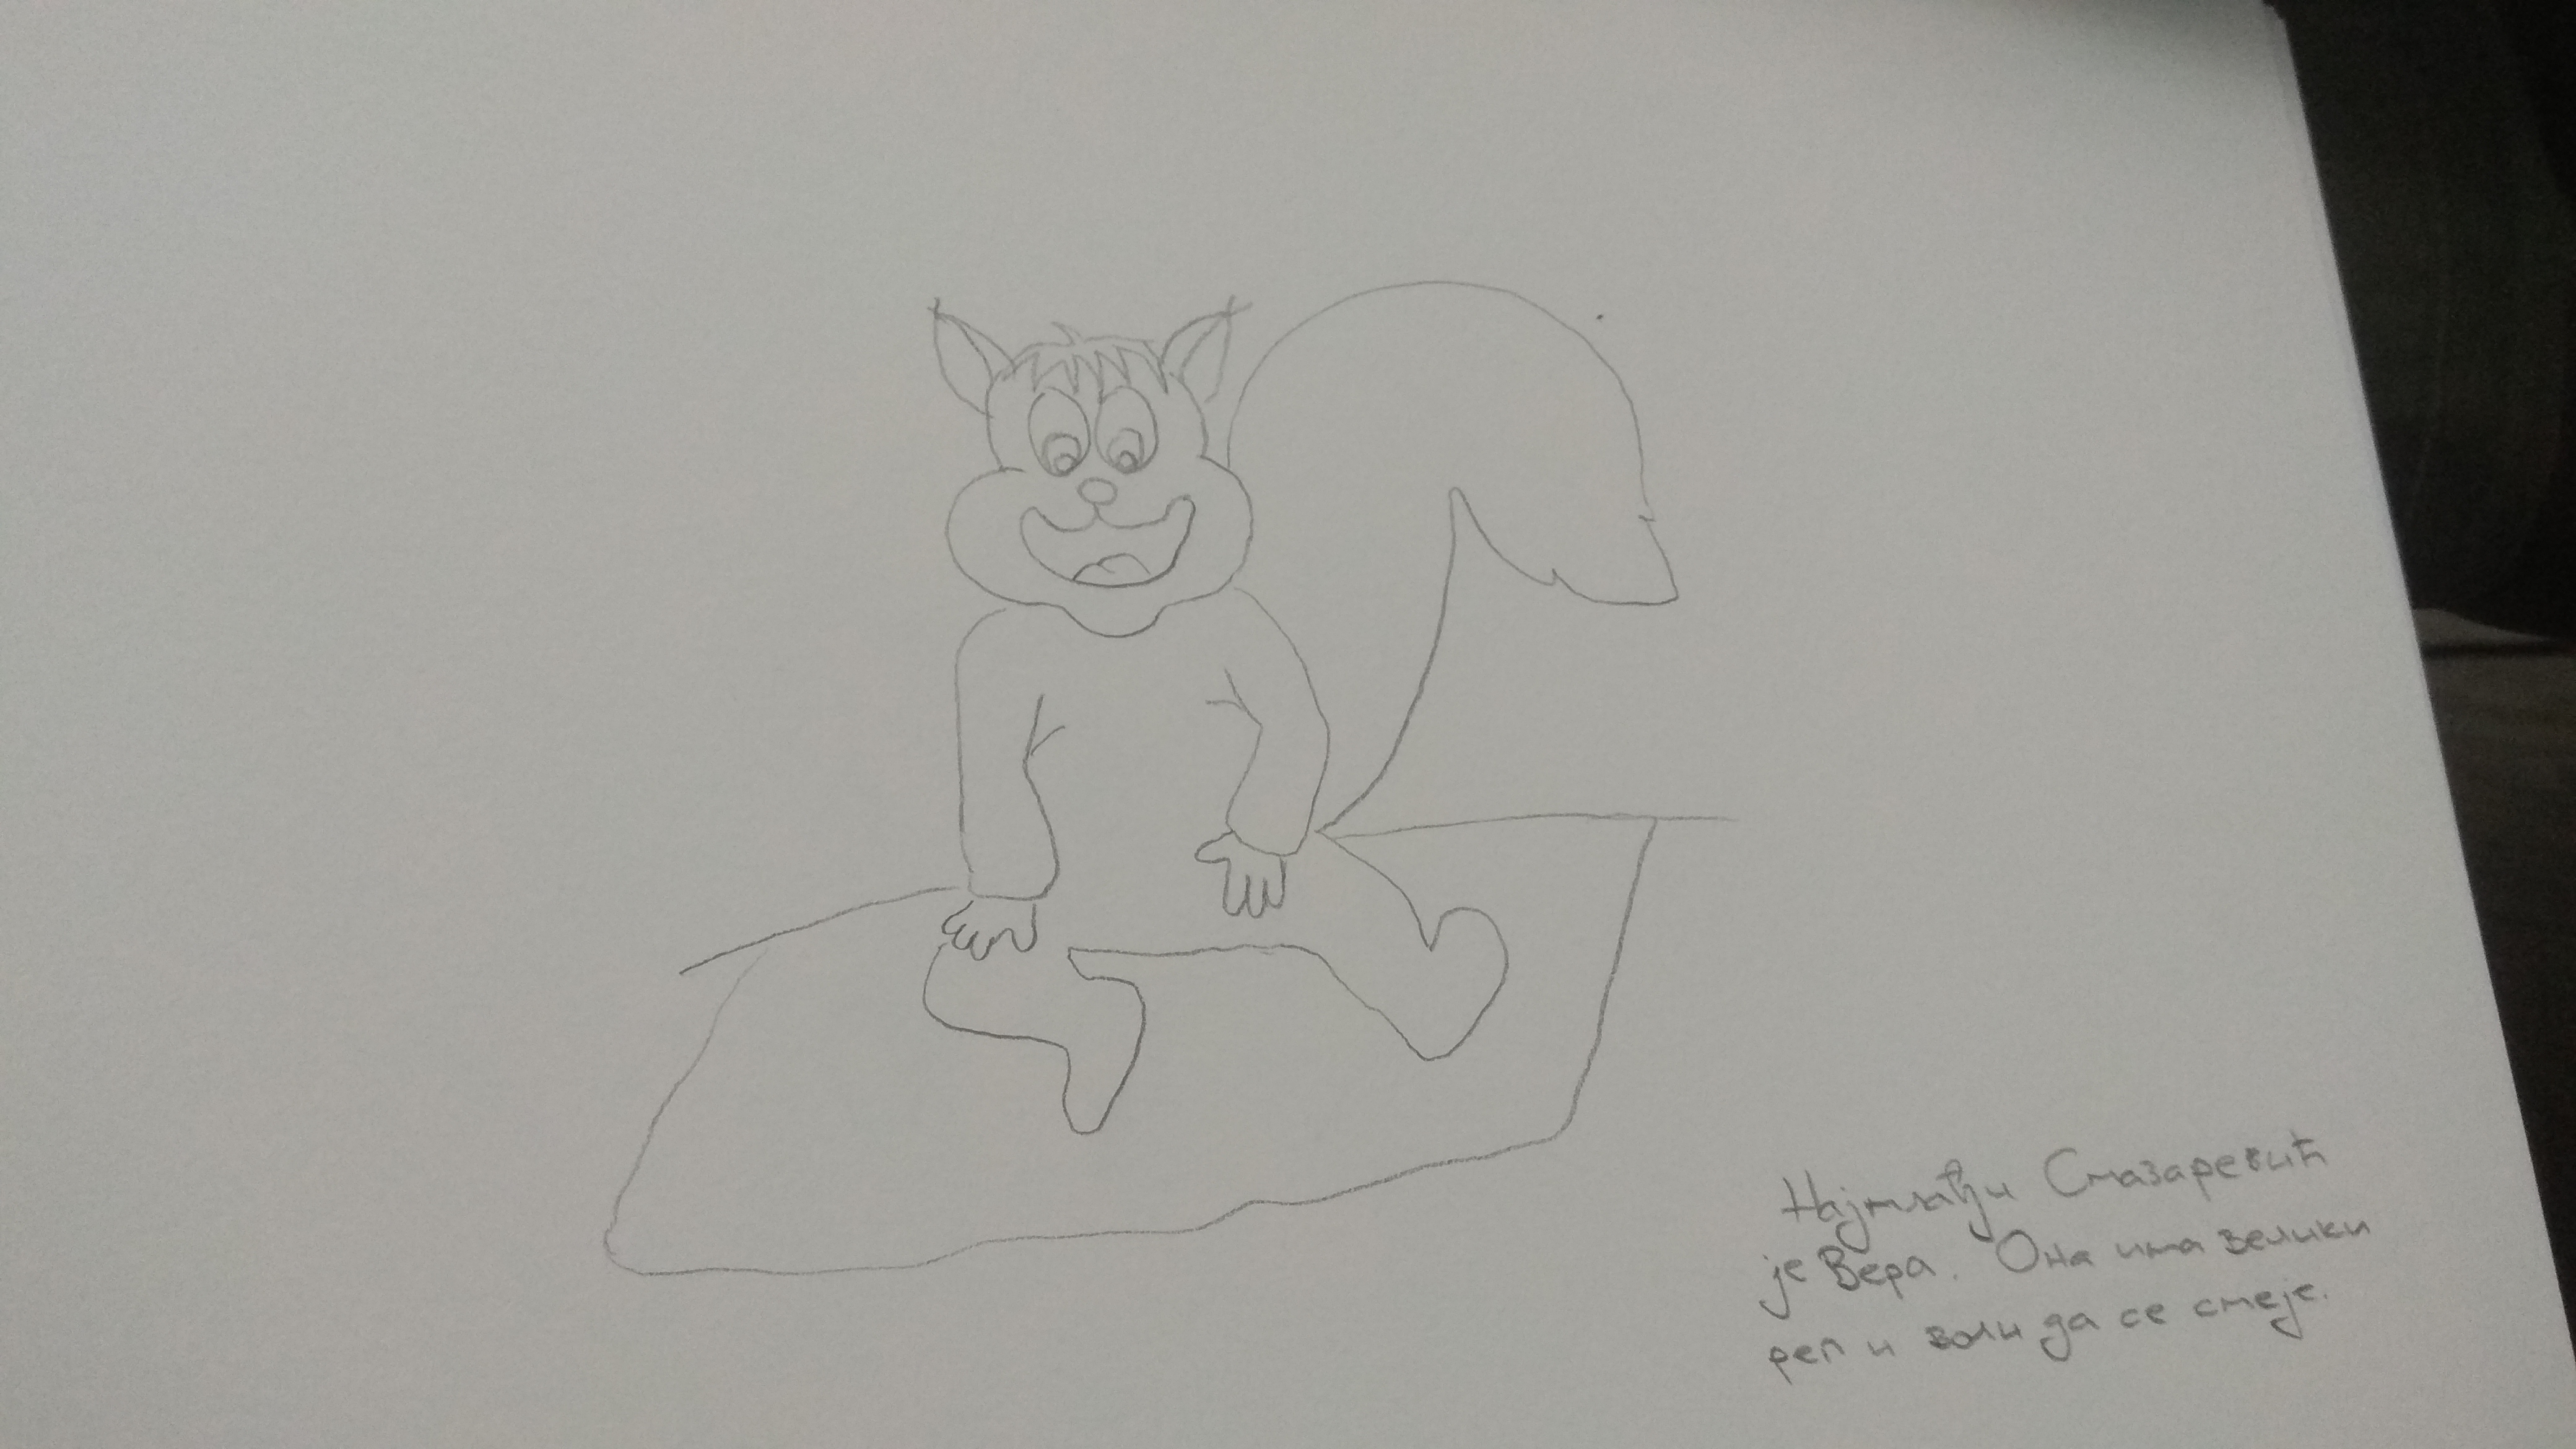 Најмлађи Смазаревић
је Вера. Она има велики
реп и воли да се смеје.